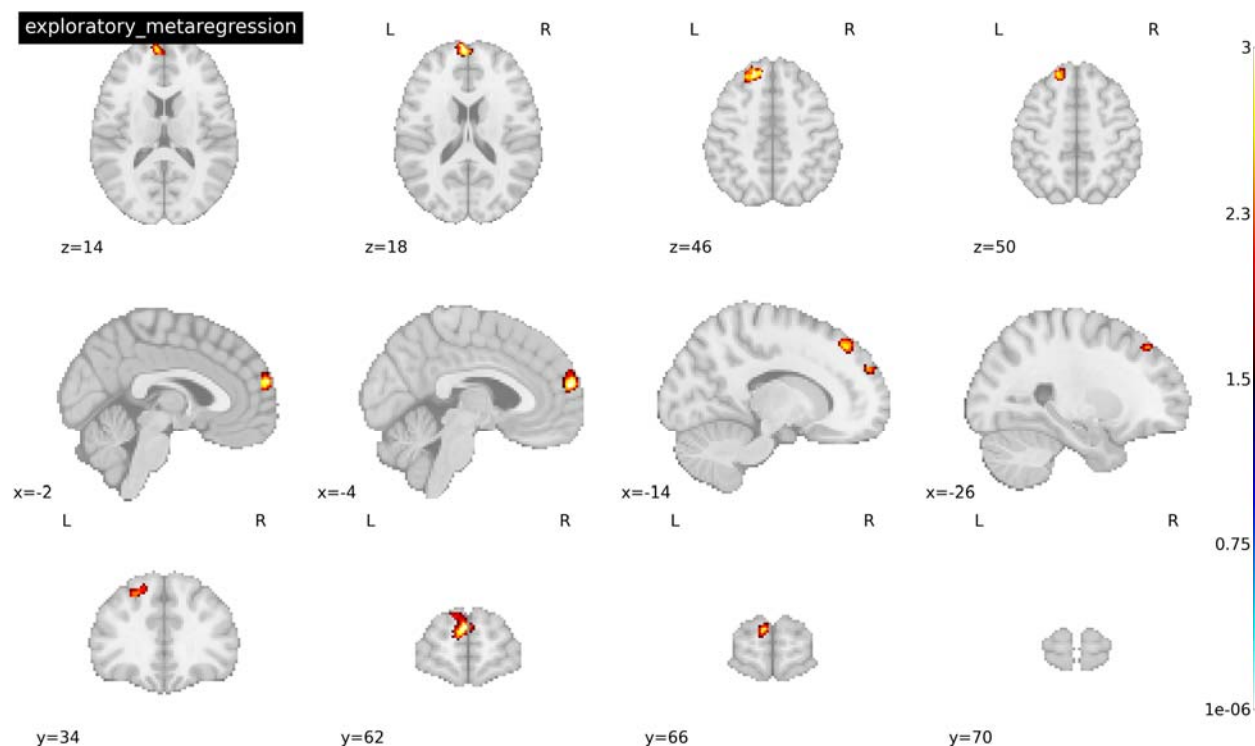 exploratory_metaregression
L R L R L R
3
2.3
z=14 z=18 z=46 z=50
1.5
x=-2 x=-4 x=-14 x=-26
L R L R L R L R
0.75
1e-06
y=34 y=62 y=66 y=70